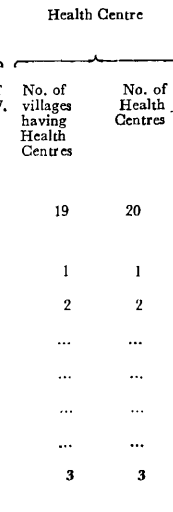 Health Centre
No. of No. of
villages Health
having Centres
Health
Centres
19 20
1 1
2 2
... ...
... ...
... ...
... ...
3 3